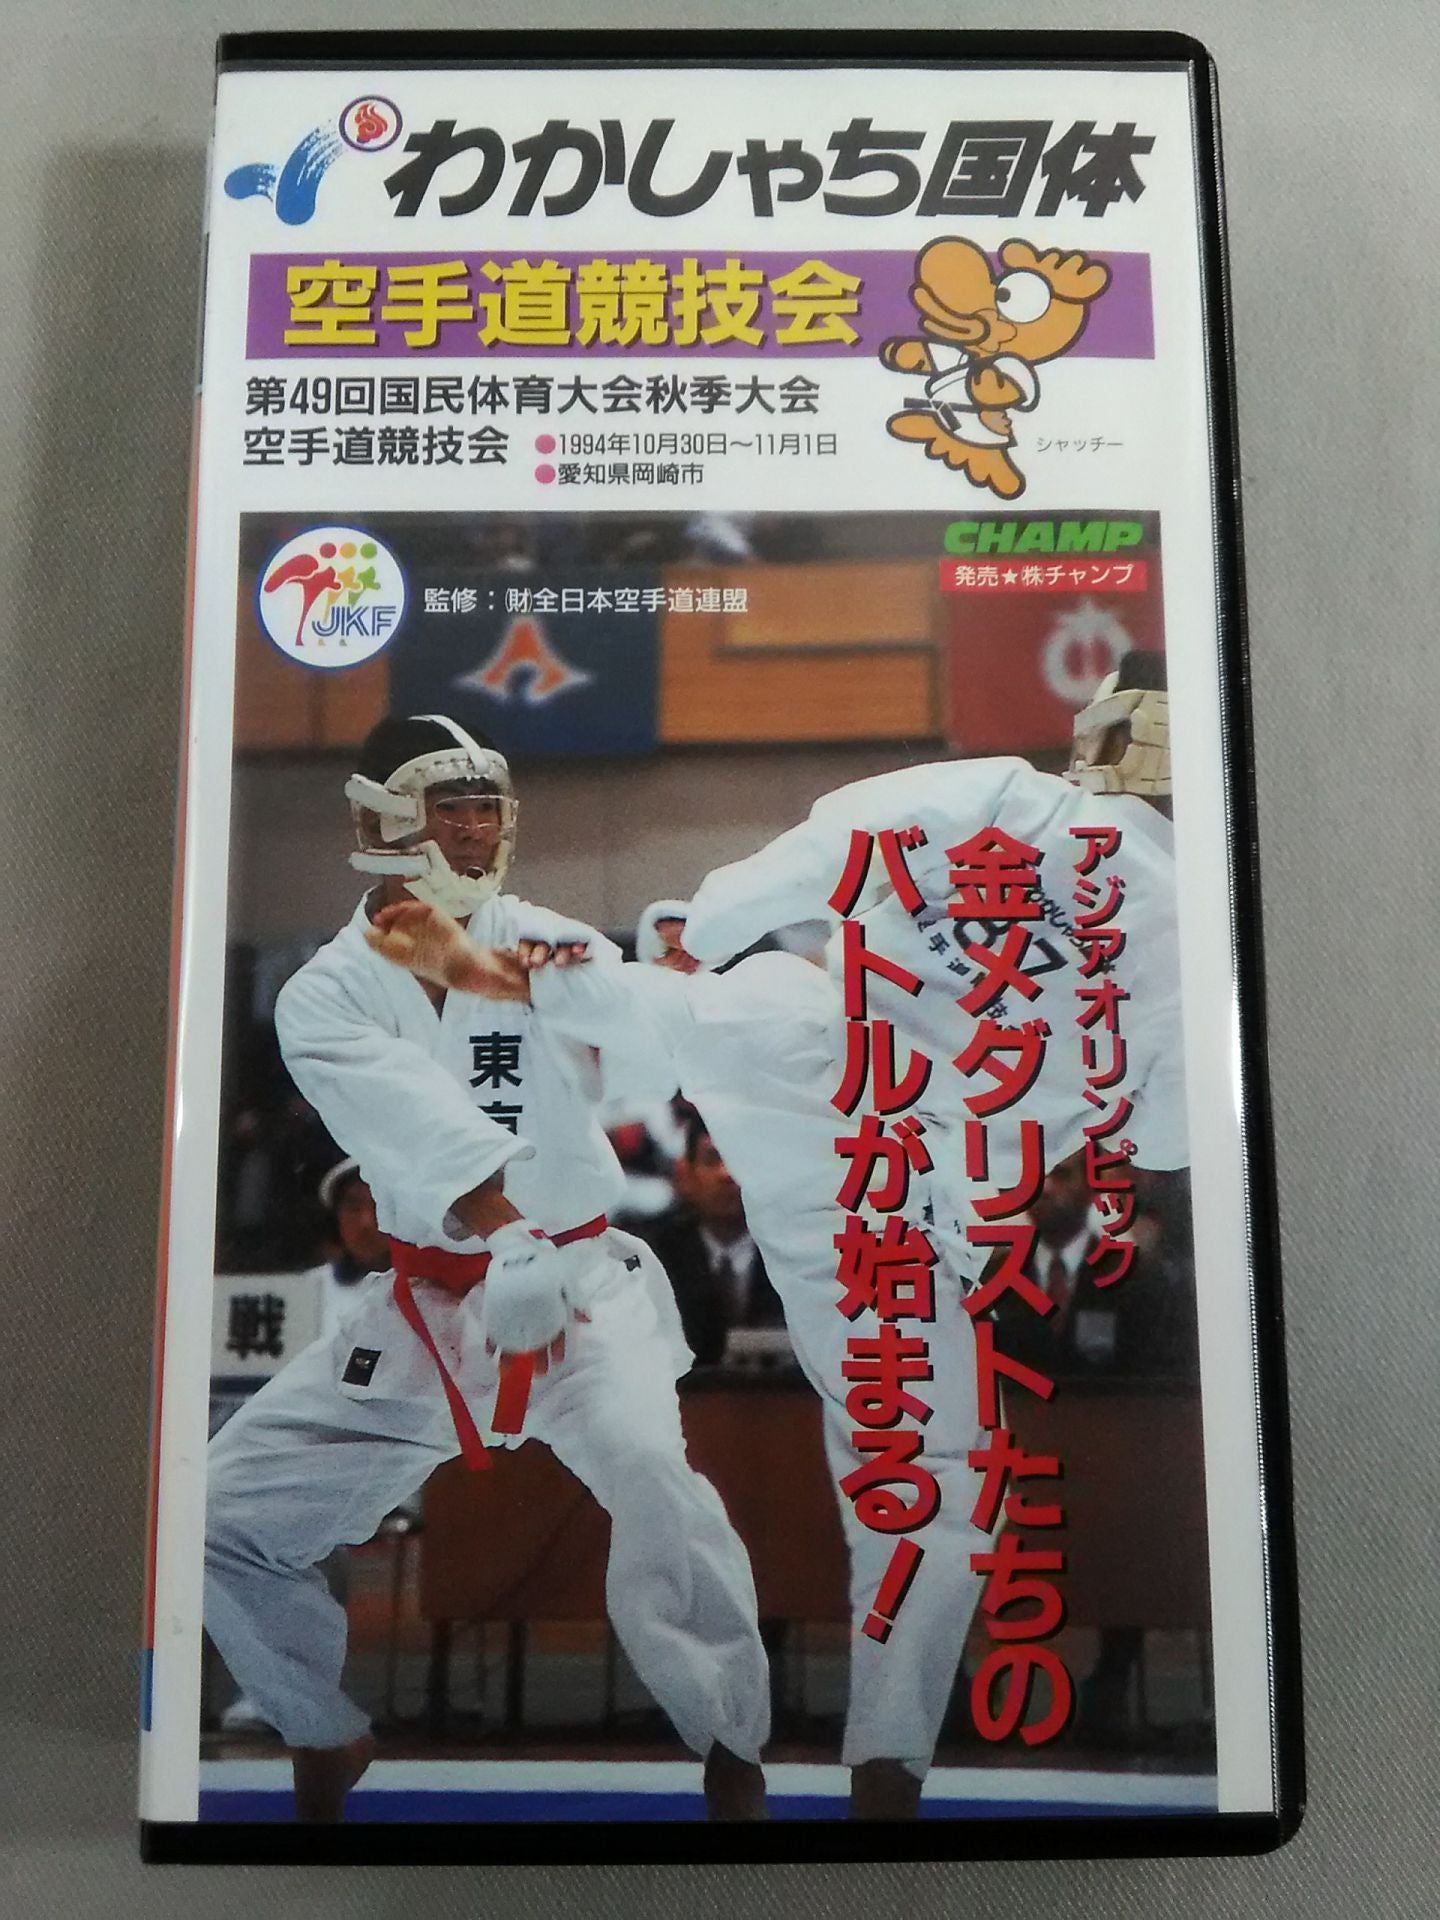 わかしゃち国体
空手道競技会
第49回国民体育大会秋季大会
空手道競技会
●1994年10月30日〜11月1日
●愛知県岡崎市
シャッチー
JKF
監修：㈶全日本空手道連盟
CHAMP
発売★㈱チャンプ
アジアオリンピック
金メダリストたちの
バトルが始まる！
東
87
戦